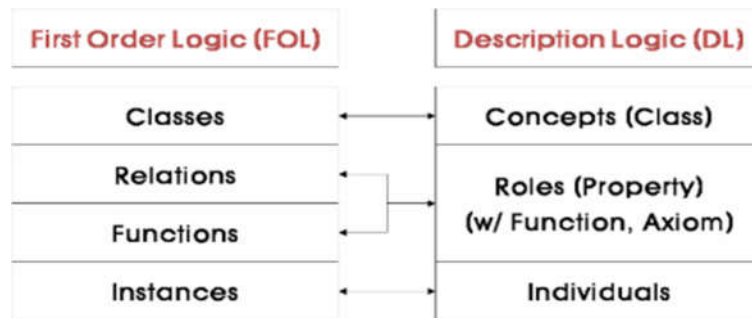 First Order Logic (FOL)
Description Logic (DL)
Classes
Concepts (Class)
Relations
Functions
Roles (Property)
(w/ Function, Axiom)
Instances
Individuals